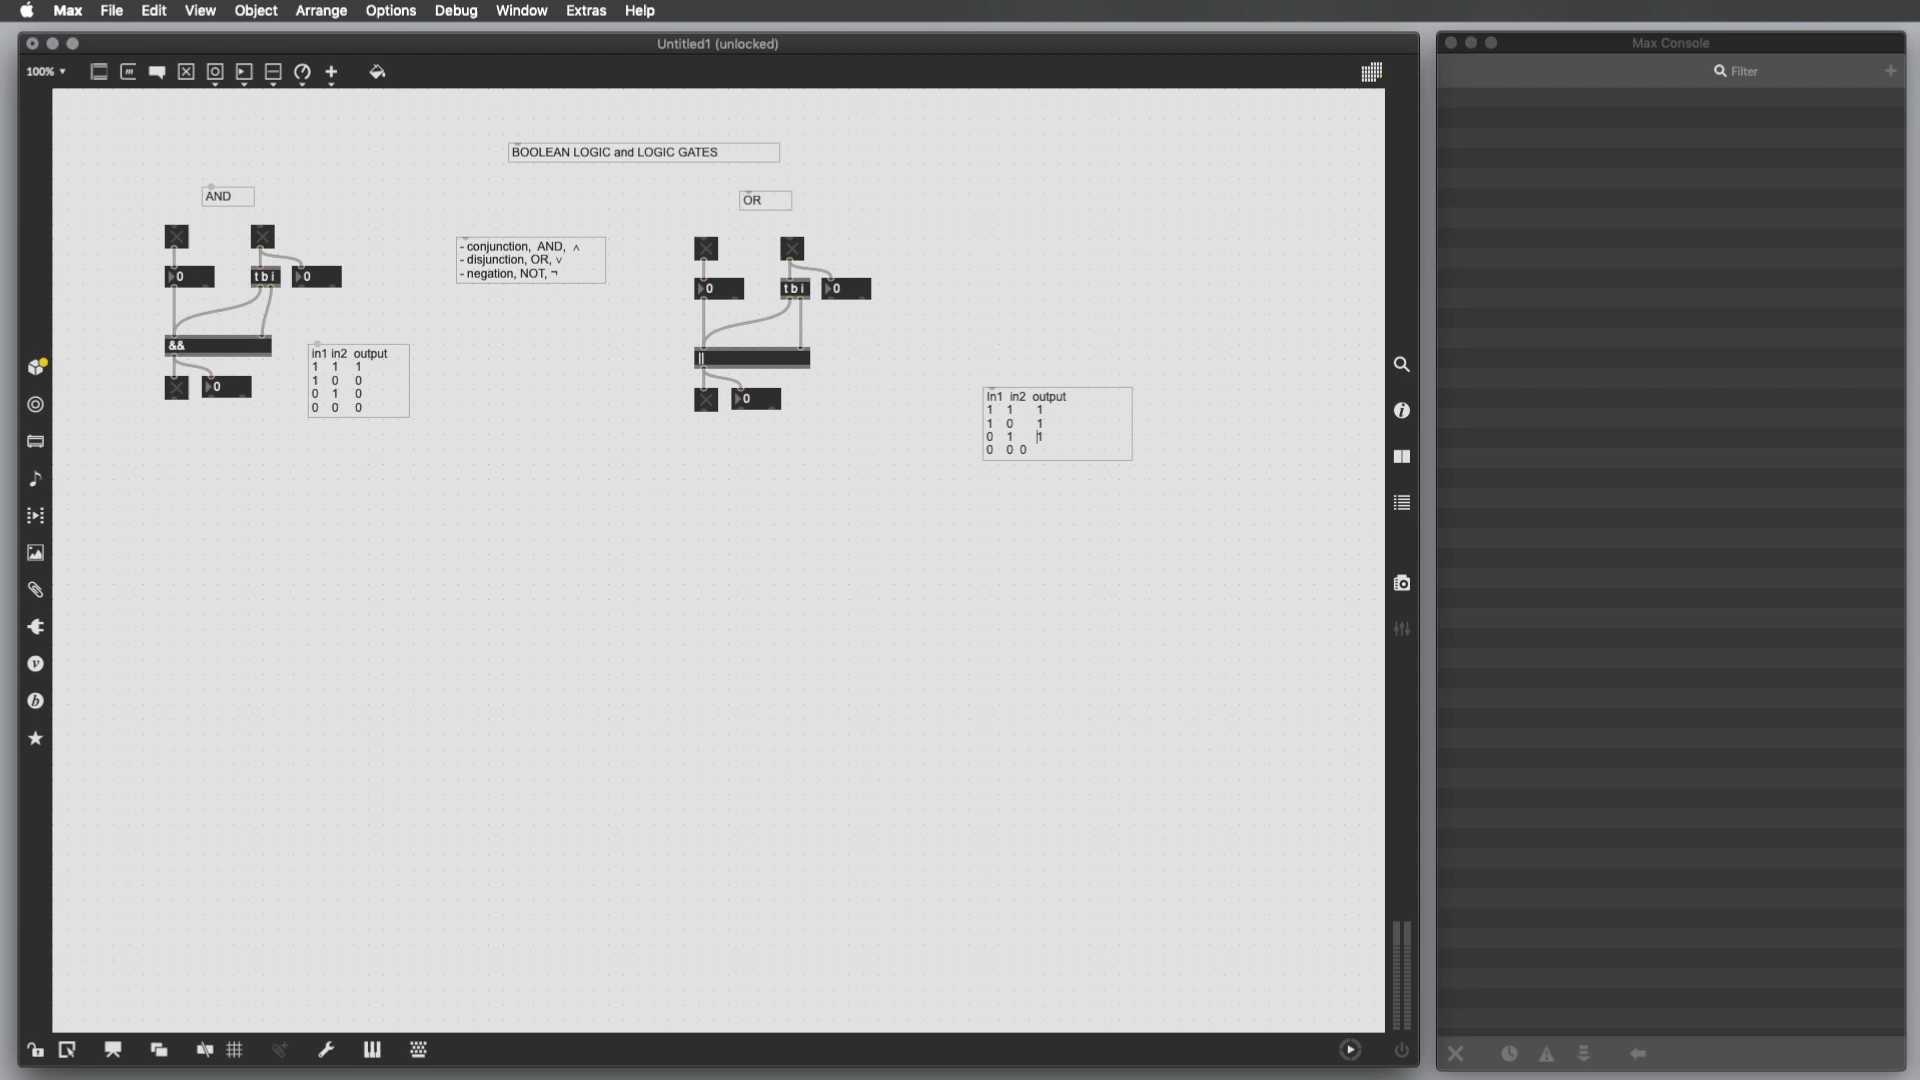 Max File Edit View Object Arrange Options Debug Window Extras Help
Untitled1 (unlocked)
Max Console
100%
Filter
BOOLEAN LOGIC and LOGIC GATES
AND
OR
- conjunction,  AND,  ∧
- disjunction, OR, ∨
- negation, NOT, ¬
0
t b i
0
0
t b i
0
&&
||
0
0
in1 in2 output
1 1 1
1 0 0
0 1 0
0 0 0
In1 in2 output
1 1 1
1 0 1
0 1 1
0 0 0